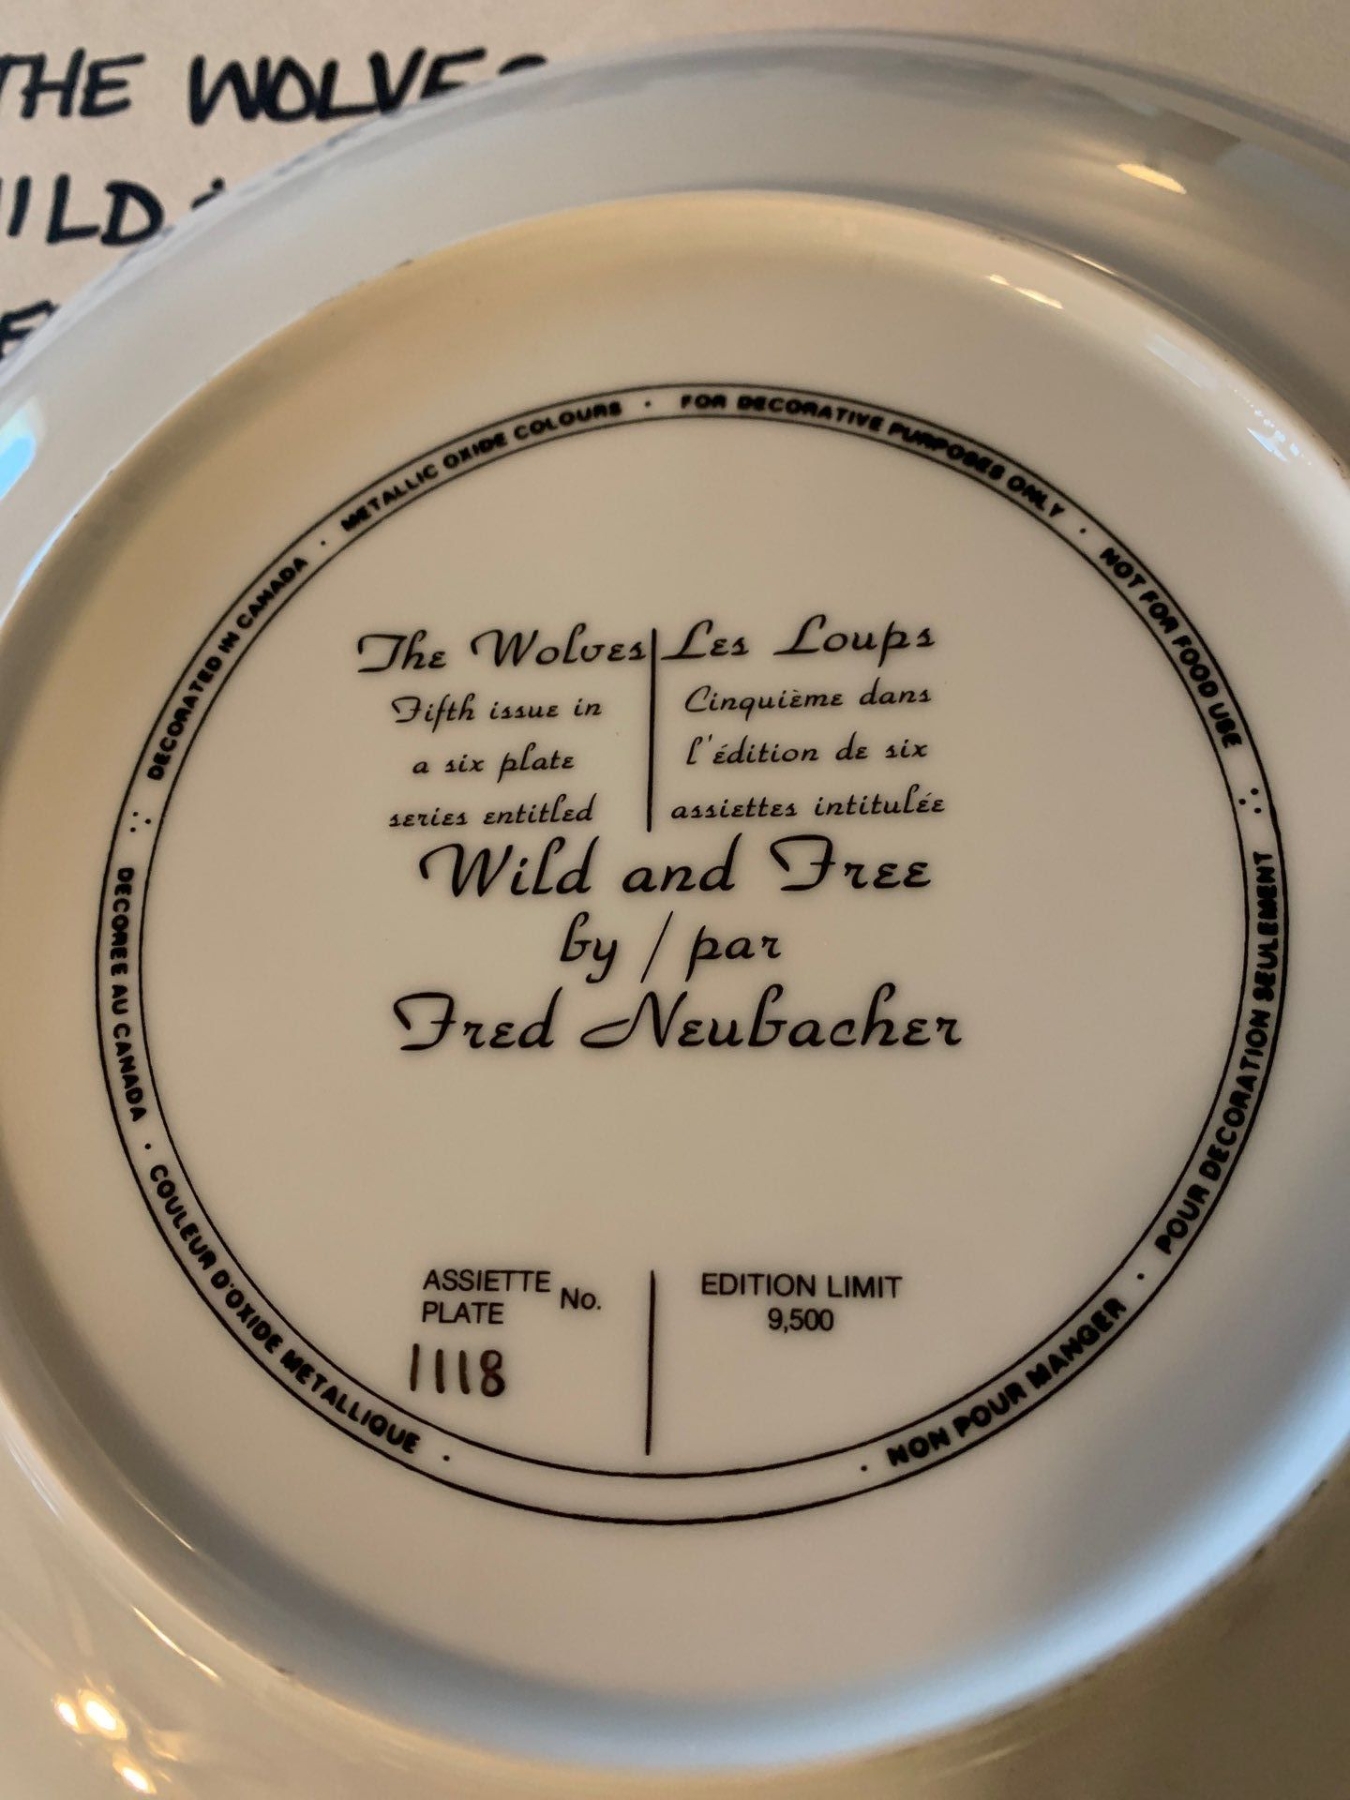 THE WOLVES
ILD
DECORATED IN CANADA · METALLIC OXIDE COLOURS · FOR DECORATIVE PURPOSES ONLY · NOT FOR FOOD USE
The Wolves
Fifth issue in
a six plate
series entitled
Les Loups
Cinquième dans
l'édition de six
assiettes intitulée
Wild and Free
by / par
Fred Neubacher
ASSIETTE
PLATE No.
1118
EDITION LIMIT
9,500
DECOREE AU CANADA · COULEUR D'OXIDE METALLIQUE · NON POUR MANGER · POUR DECORATION SEULEMENT